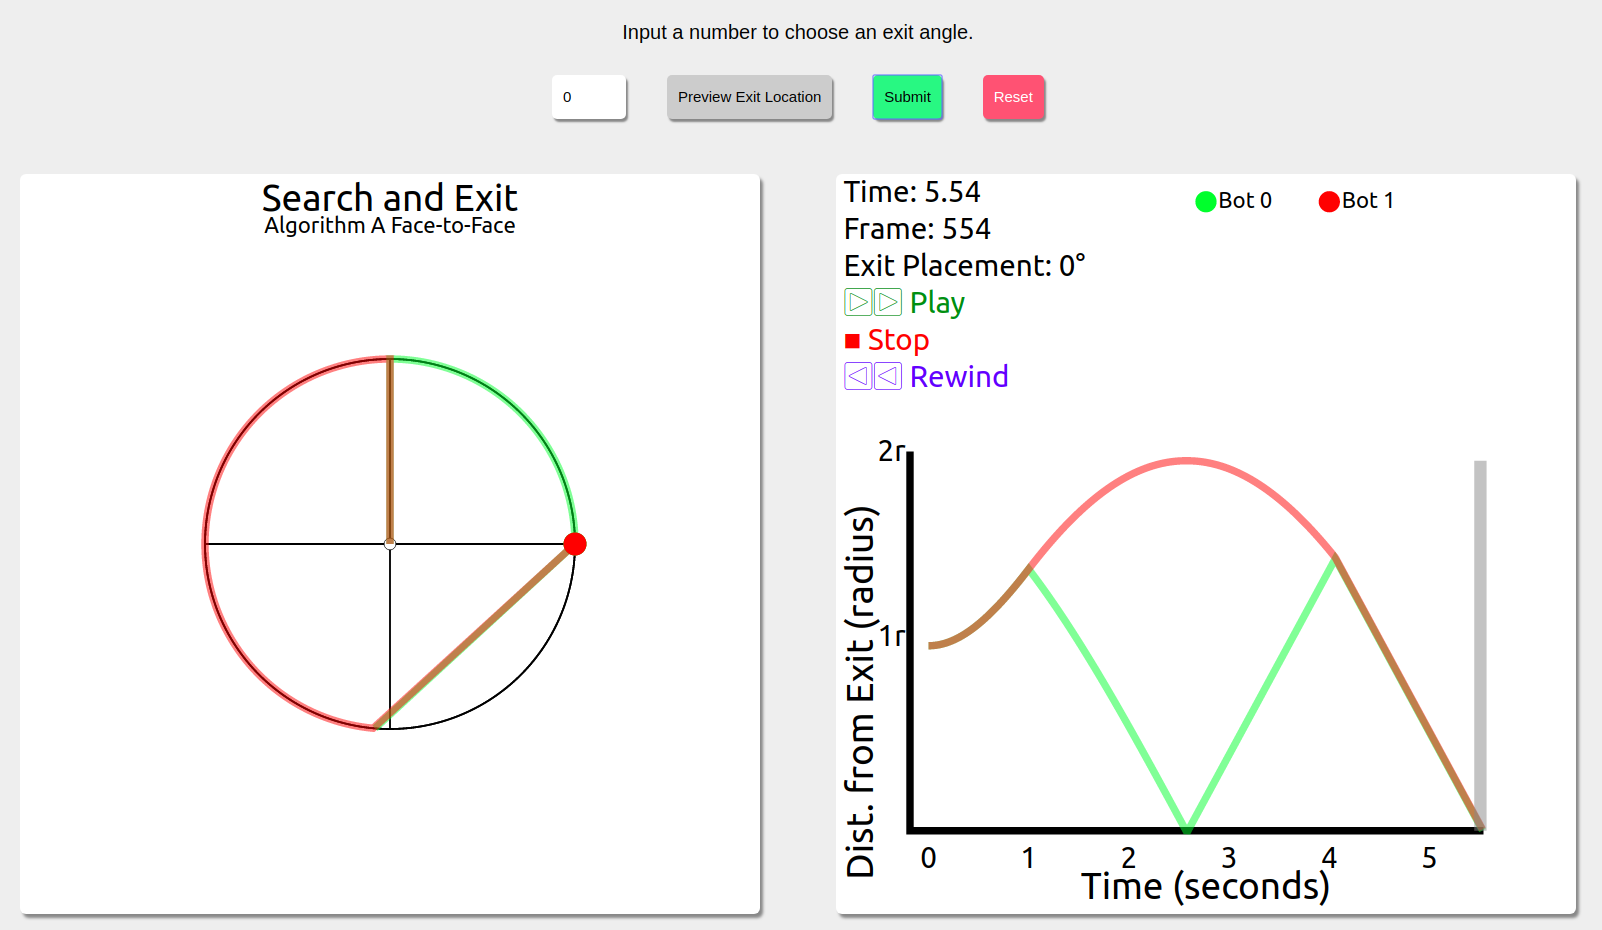 Input a number to choose an exit angle.
0
Preview Exit Location
Submit
Reset
Search and Exit
Algorithm A Face-to-Face
Time: 5.54
Frame: 554
Exit Placement: 0°
Play
Stop
Rewind
Bot 0
Bot 1
2r
1r
Dist. from Exit (radius)
0 1 2 3 4 5
Time (seconds)